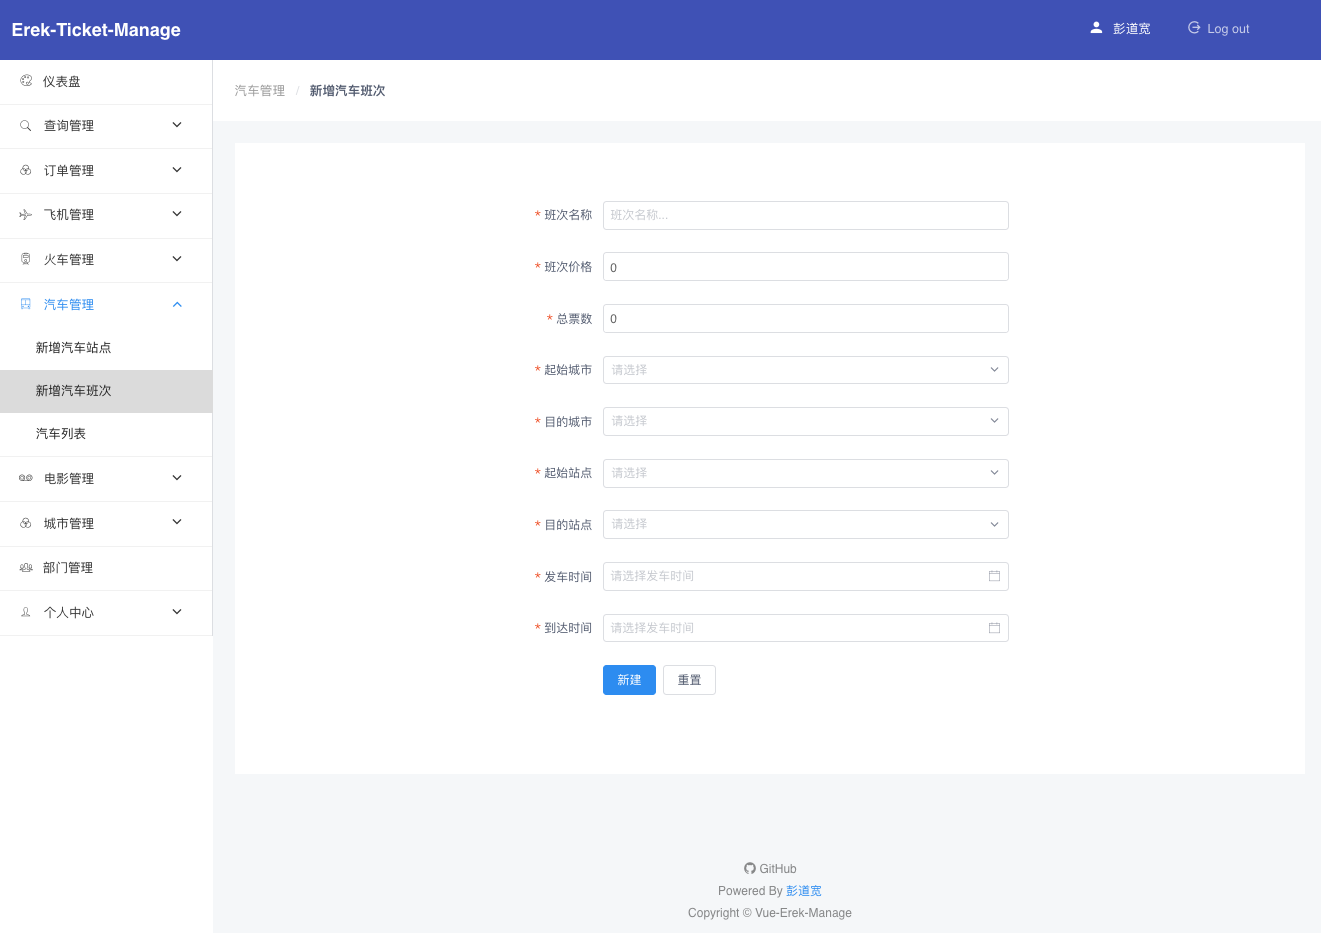 Erek-Ticket-Manage
彭道宽
Log out
仪表盘
查询管理
订单管理
飞机管理
火车管理
汽车管理
新增汽车站点
新增汽车班次
汽车列表
电影管理
城市管理
部门管理
个人中心
汽车管理 / 新增汽车班次
* 班次名称 班次名称...
* 班次价格 0
* 总票数 0
* 起始城市 请选择
* 目的城市 请选择
* 起始站点 请选择
* 目的站点 请选择
* 发车时间 请选择发车时间
* 到达时间 请选择发车时间
新建 重置
GitHub
Powered By 彭道宽
Copyright © Vue-Erek-Manage